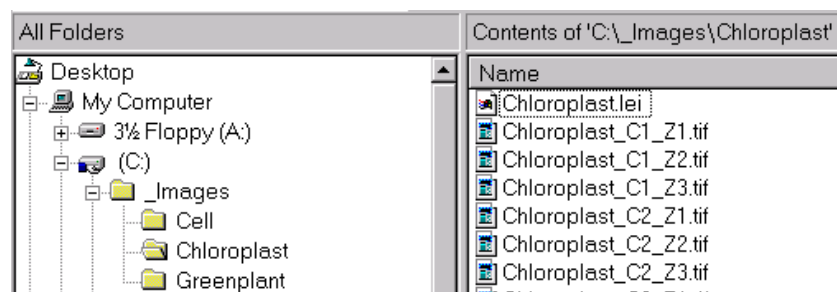 All Folders
Contents of 'C:\_Images\Chloroplast'
Desktop
My Computer
3½ Floppy (A:)
(C:)
_Images
Cell
Chloroplast
Greenplant
Name
Chloroplast.lei
Chloroplast_C1_Z1.tif
Chloroplast_C1_Z2.tif
Chloroplast_C1_Z3.tif
Chloroplast_C2_Z1.tif
Chloroplast_C2_Z2.tif
Chloroplast_C2_Z3.tif